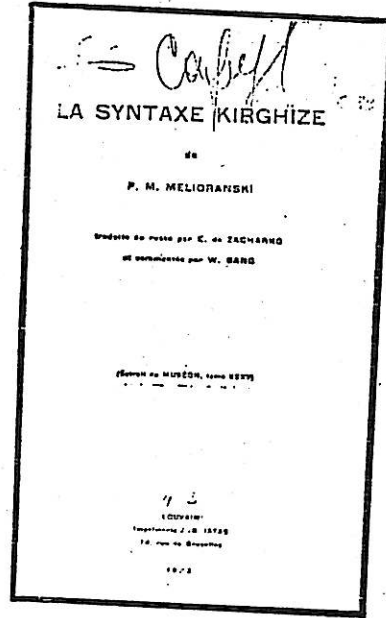 LA SYNTAXE KIRGHIZE
de
P. M. MELIORANSKI
traduite du russe par C. de ZACHARKO
et commentée par W. BANG
(Extrait du MUSÉON, tome XXXV)
LOUVAIN
Imprimerie J.-B. ISTAS
rue de Bruxelles